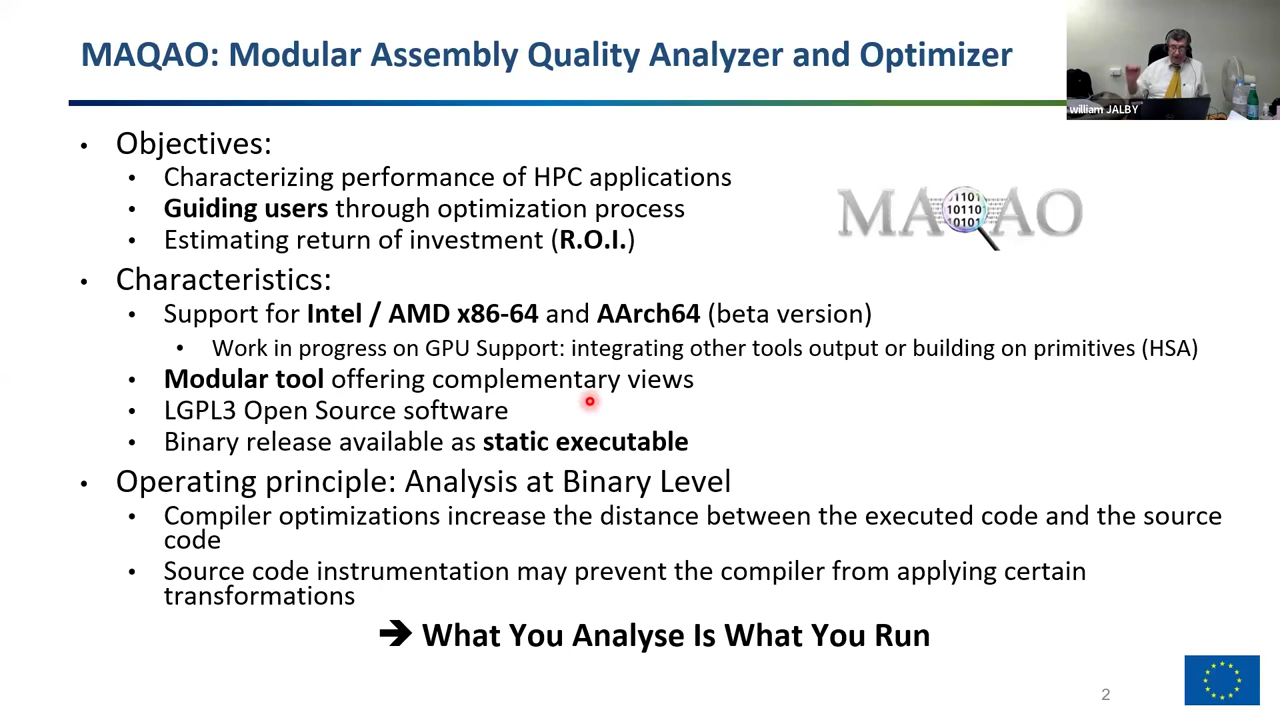 MAQAO: Modular Assembly Quality Analyzer and Optimizer
william JALBY
• Objectives:
• Characterizing performance of HPC applications
• Guiding users through optimization process
• Estimating return of investment (R.O.I.)
MAQAO
1101
10110
10101
• Characteristics:
• Support for Intel / AMD x86-64 and AArch64 (beta version)
• Work in progress on GPU Support: integrating other tools output or building on primitives (HSA)
• Modular tool offering complementary views
• LGPL3 Open Source software
• Binary release available as static executable
• Operating principle: Analysis at Binary Level
• Compiler optimizations increase the distance between the executed code and the source
code
• Source code instrumentation may prevent the compiler from applying certain
transformations
➔ What You Analyse Is What You Run
2